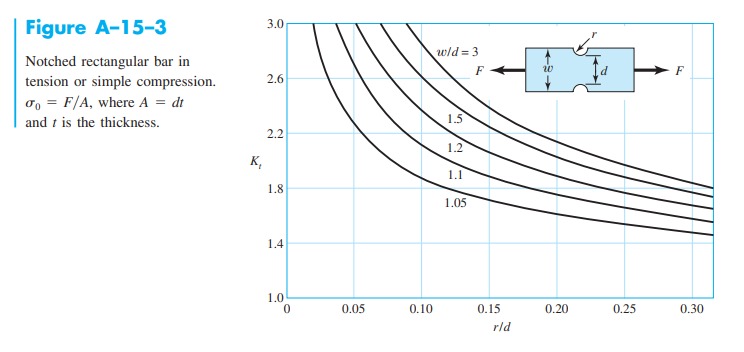 Figure A–15–3
Notched rectangular bar in
tension or simple compression.
σ₀ = F/A, where A = dt
and t is the thickness.
3.0
2.6
2.2
1.8
1.4
1.0
Kₜ
w/d = 3
1.5
1.2
1.1
1.05
r
F
w
d
F
0
0.05
0.10
0.15
0.20
0.25
0.30
r/d